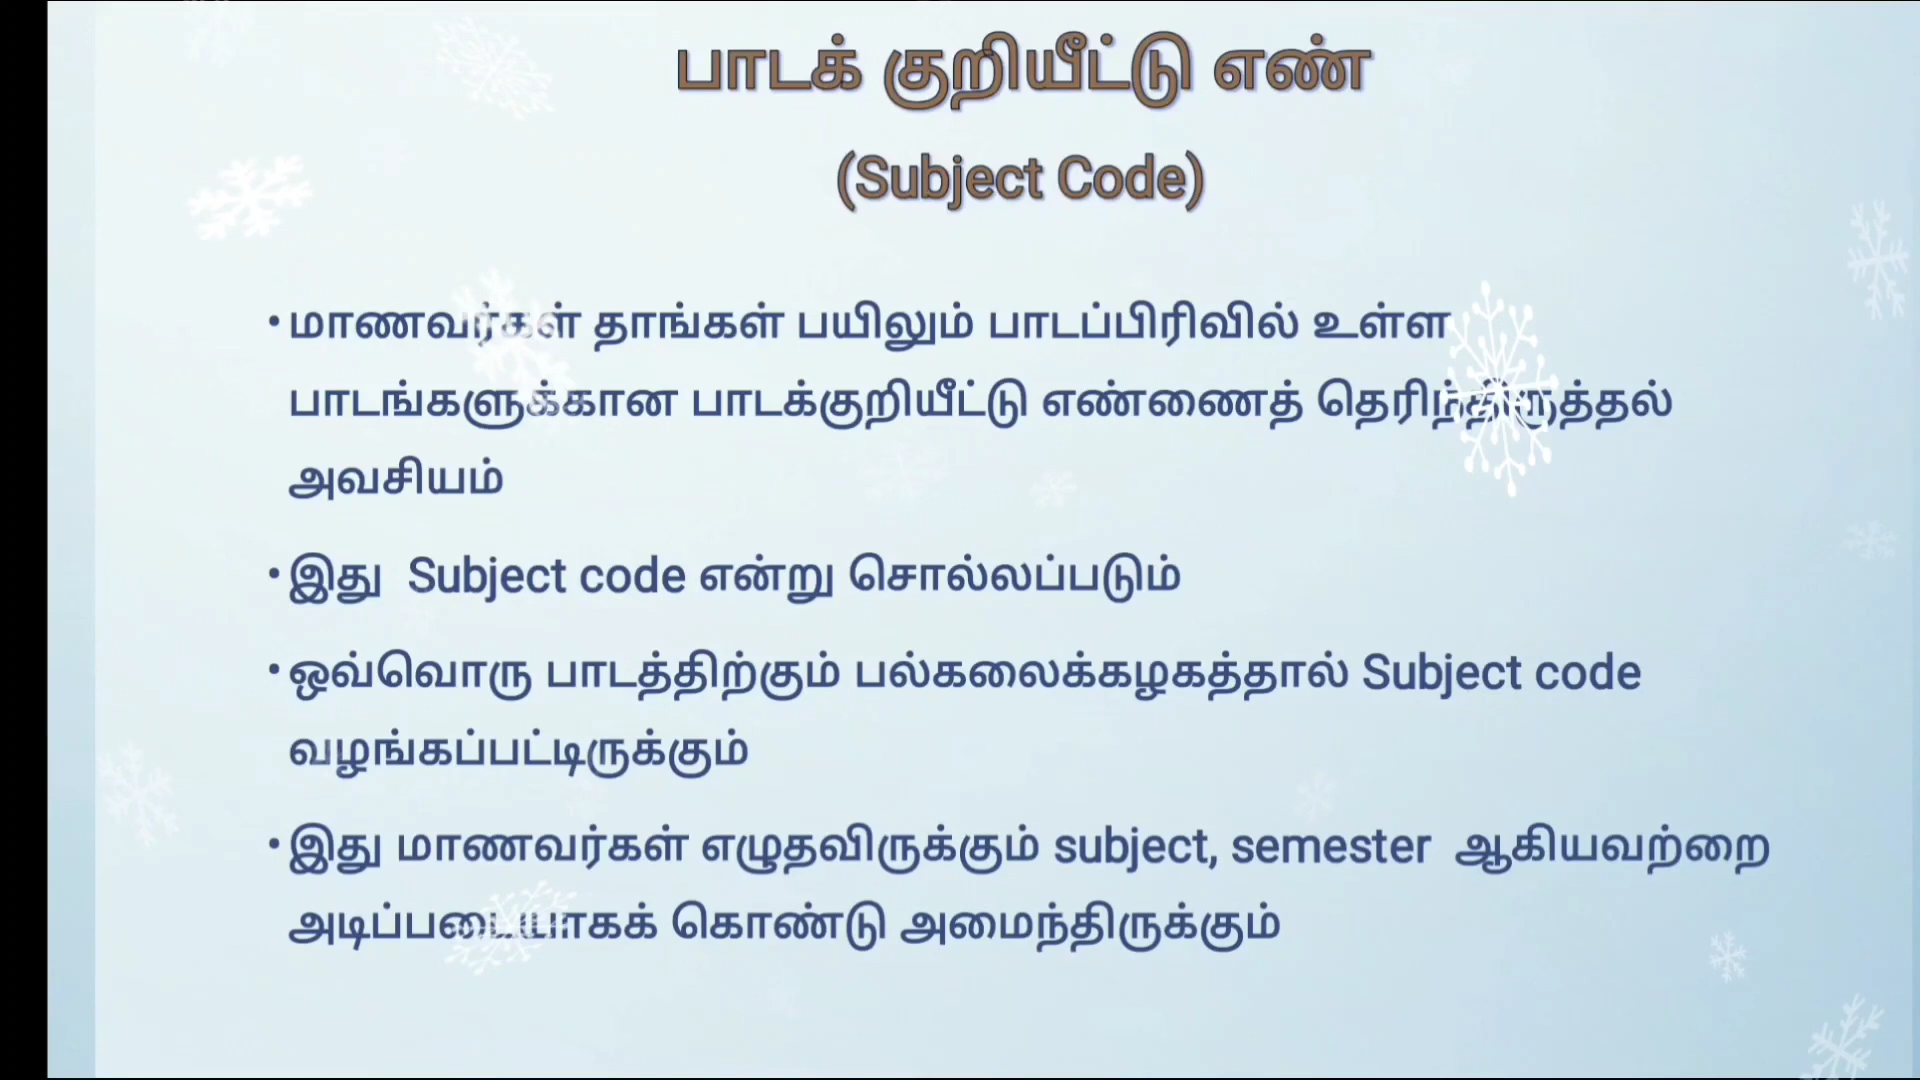 பாடக் குறியீட்டு எண்
(Subject Code)
•மாணவர்கள் தாங்கள் பயிலும் பாடப்பிரிவில் உள்ள
பாடங்களுக்கான பாடக்குறியீட்டு எண்ணைத் தெரிந்திருத்தல்
அவசியம்
•இது Subject code என்று சொல்லப்படும்
•ஒவ்வொரு பாடத்திற்கும் பல்கலைக்கழகத்தால் Subject code
வழங்கப்பட்டிருக்கும்
•இது மாணவர்கள் எழுதவிருக்கும் subject, semester ஆகியவற்றை
அடிப்படையாகக் கொண்டு அமைந்திருக்கும்